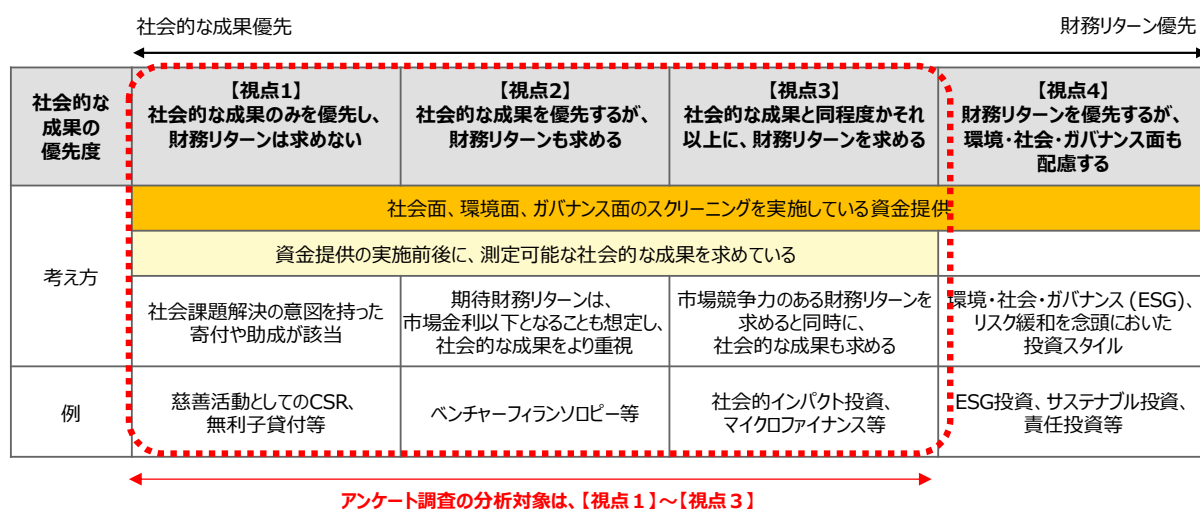 社会的な成果優先
財務リターン優先
社会的な
成果の
優先度
【視点1】
社会的な成果のみを優先し、
財務リターンは求めない
【視点2】
社会的な成果を優先するが、
財務リターンも求める
【視点3】
社会的な成果と同程度かそれ
以上に、財務リターンを求める
【視点4】
財務リターンを優先するが、
環境・社会・ガバナンス面も
配慮する
考え方
社会面、環境面、ガバナンス面のスクリーニングを実施している資金提供
資金提供の実施前後に、測定可能な社会的な成果を求めている
社会課題解決の意図を持った
寄付や助成が該当
期待財務リターンは、
市場金利以下となることも想定し、
社会的な成果をより重視
市場競争力のある財務リターンを
求めると同時に、
社会的な成果も求める
環境・社会・ガバナンス (ESG)、
リスク緩和を念頭においた
投資スタイル
例
慈善活動としてのCSR、
無利子貸付等
ベンチャーフィランソロピー等
社会的インパクト投資、
マイクロファイナンス等
ESG投資、サステナブル投資、
責任投資等
アンケート調査の分析対象は、【視点１】～【視点３】